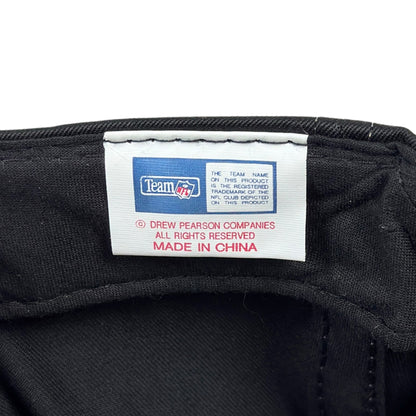 Team NFL
THE TEAM NAME
ON THIS PRODUCT
IS THE REGISTERED
TRADEMARK OF THE
NFL CLUB DEPICTED
ON THIS PRODUCT
© DREW PEARSON COMPANIES
ALL RIGHTS RESERVED
MADE IN CHINA